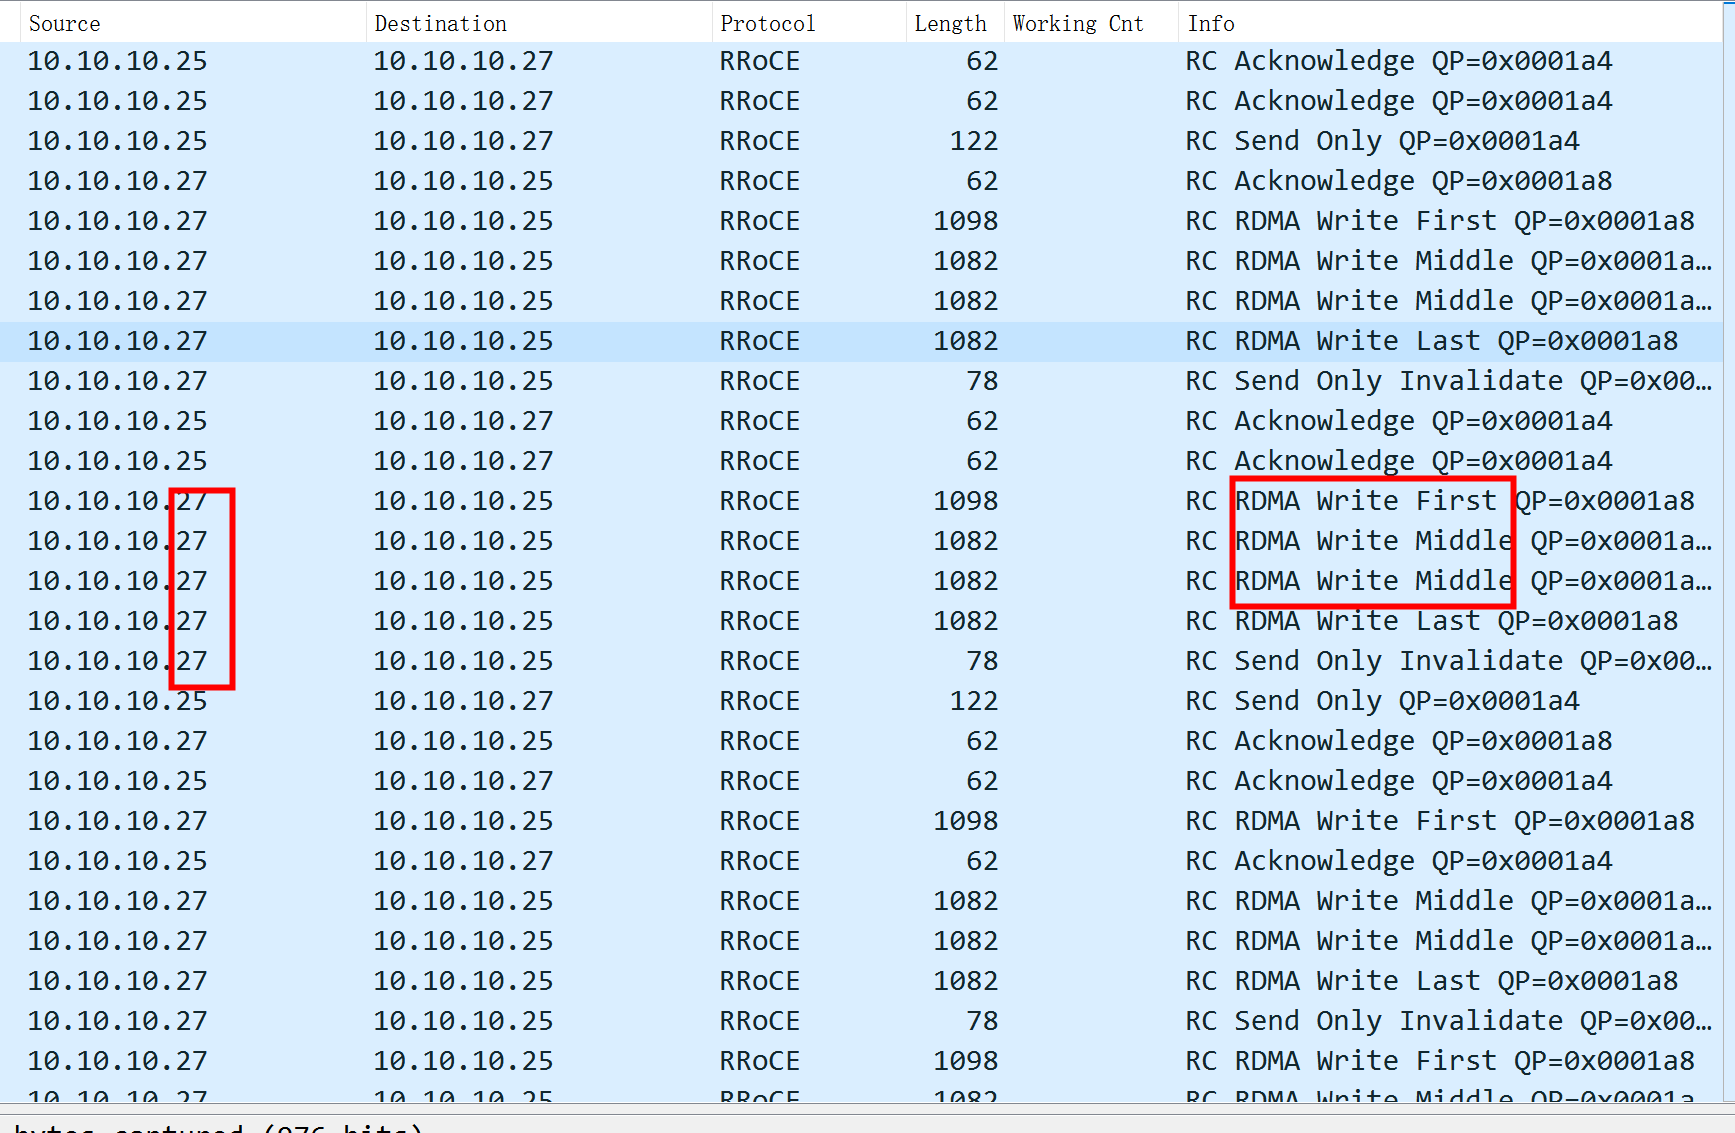 Source Destination Protocol Length Working Cnt Info
10.10.10.25 10.10.10.27 RRoCE 62 RC Acknowledge QP=0x0001a4
10.10.10.25 10.10.10.27 RRoCE 62 RC Acknowledge QP=0x0001a4
10.10.10.25 10.10.10.27 RRoCE 122 RC Send Only QP=0x0001a4
10.10.10.27 10.10.10.25 RRoCE 62 RC Acknowledge QP=0x0001a8
10.10.10.27 10.10.10.25 RRoCE 1098 RC RDMA Write First QP=0x0001a8
10.10.10.27 10.10.10.25 RRoCE 1082 RC RDMA Write Middle QP=0x0001a…
10.10.10.27 10.10.10.25 RRoCE 1082 RC RDMA Write Middle QP=0x0001a…
10.10.10.27 10.10.10.25 RRoCE 1082 RC RDMA Write Last QP=0x0001a8
10.10.10.27 10.10.10.25 RRoCE 78 RC Send Only Invalidate QP=0x00…
10.10.10.25 10.10.10.27 RRoCE 62 RC Acknowledge QP=0x0001a4
10.10.10.25 10.10.10.27 RRoCE 62 RC Acknowledge QP=0x0001a4
10.10.10.27 10.10.10.25 RRoCE 1098 RC RDMA Write First QP=0x0001a8
10.10.10.27 10.10.10.25 RRoCE 1082 RC RDMA Write Middle QP=0x0001a…
10.10.10.27 10.10.10.25 RRoCE 1082 RC RDMA Write Middle QP=0x0001a…
10.10.10.27 10.10.10.25 RRoCE 1082 RC RDMA Write Last QP=0x0001a8
10.10.10.27 10.10.10.25 RRoCE 78 RC Send Only Invalidate QP=0x00…
10.10.10.25 10.10.10.27 RRoCE 122 RC Send Only QP=0x0001a4
10.10.10.27 10.10.10.25 RRoCE 62 RC Acknowledge QP=0x0001a8
10.10.10.25 10.10.10.27 RRoCE 62 RC Acknowledge QP=0x0001a4
10.10.10.27 10.10.10.25 RRoCE 1098 RC RDMA Write First QP=0x0001a8
10.10.10.25 10.10.10.27 RRoCE 62 RC Acknowledge QP=0x0001a4
10.10.10.27 10.10.10.25 RRoCE 1082 RC RDMA Write Middle QP=0x0001a…
10.10.10.27 10.10.10.25 RRoCE 1082 RC RDMA Write Middle QP=0x0001a…
10.10.10.27 10.10.10.25 RRoCE 1082 RC RDMA Write Last QP=0x0001a8
10.10.10.27 10.10.10.25 RRoCE 78 RC Send Only Invalidate QP=0x00…
10.10.10.27 10.10.10.25 RRoCE 1098 RC RDMA Write First QP=0x0001a8
10.10.10.27 10.10.10.25 RRoCE 1082 RC RDMA Write Middle QP=0x0001a…
bytes captured (976 bits)